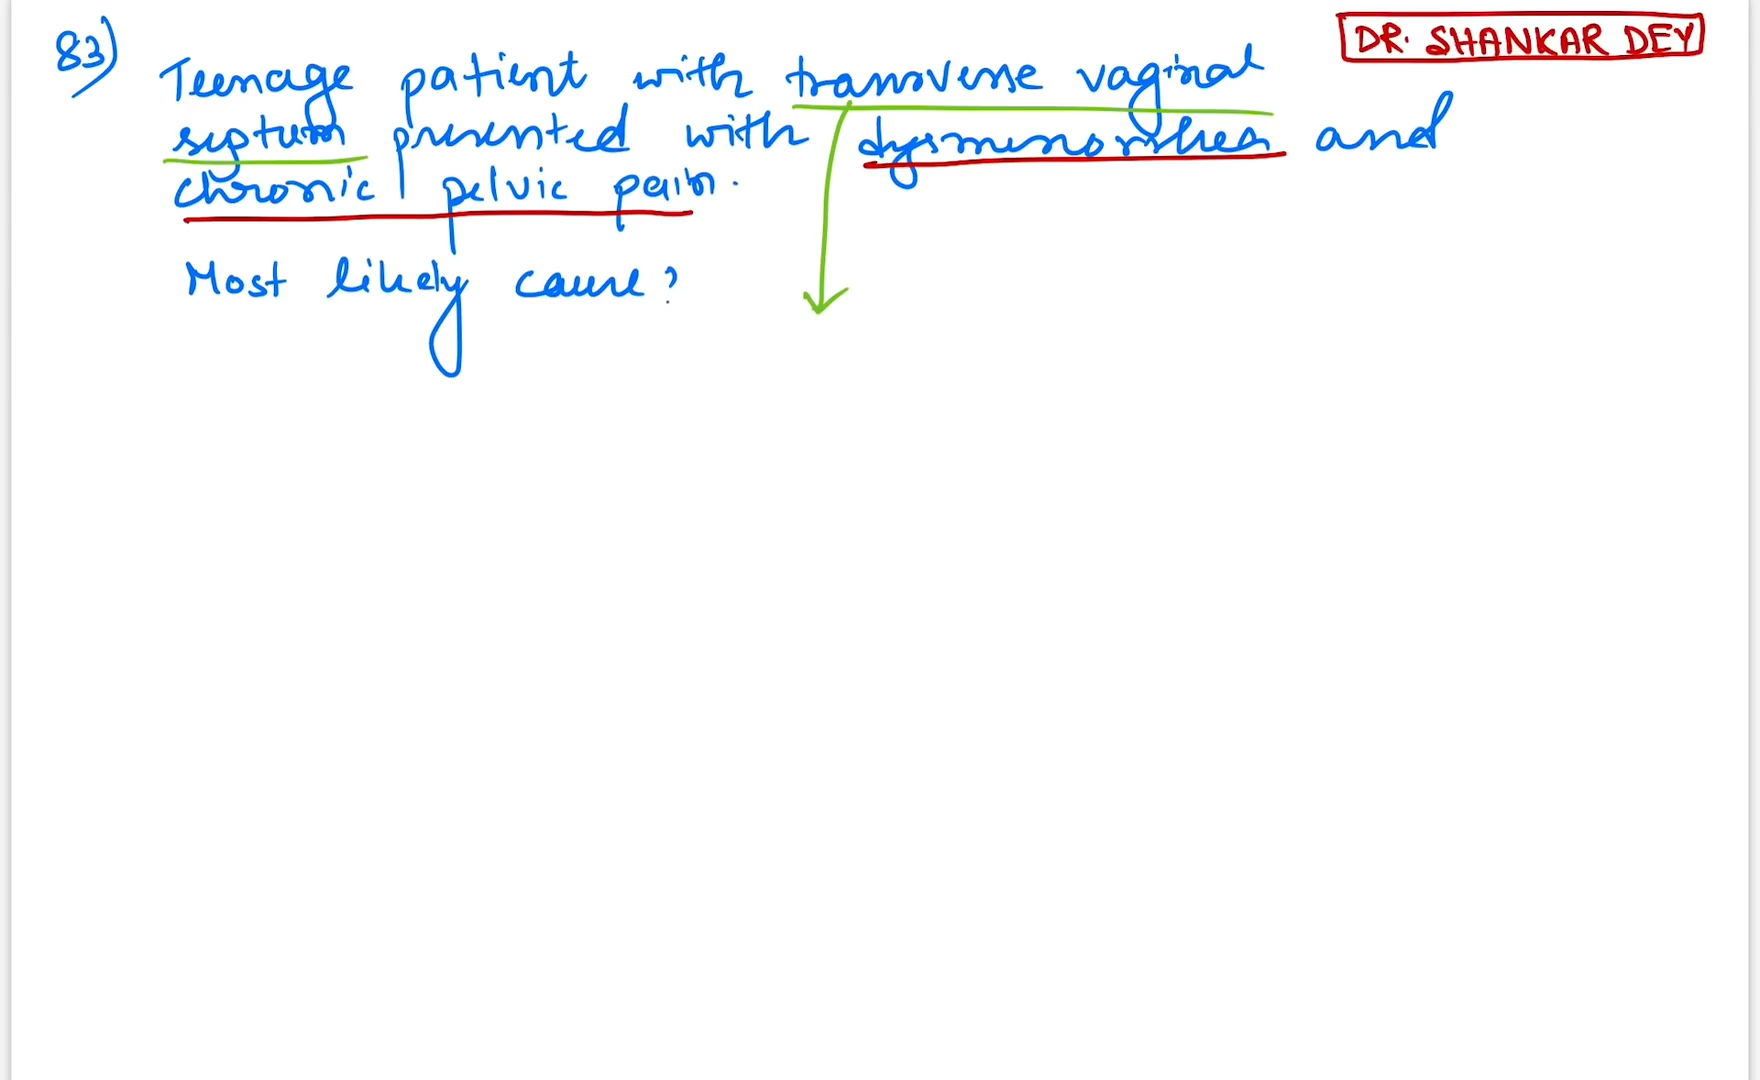 DR. SHANKAR DEY
83) Teenage patient with transverse vaginal
septum presented with dysmenorrhea and
chronic pelvic pain.
Most likely cause?